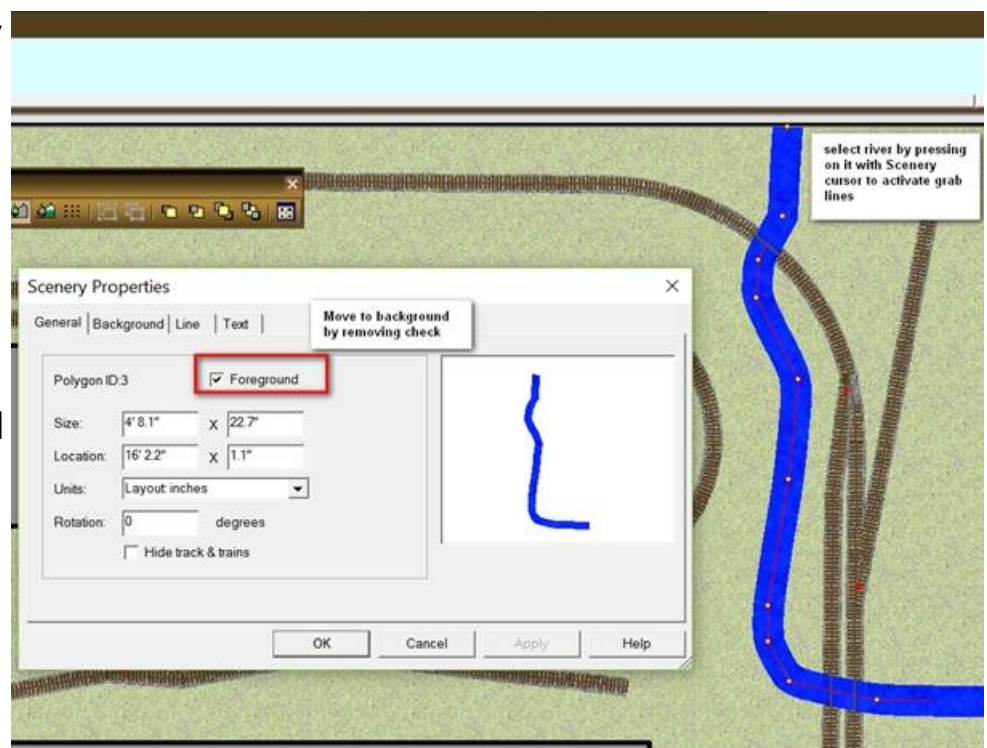 select river by pressing
on it with Scenery
cursor to activate grab
lines
Scenery Properties
General Background Line Text
Move to background
by removing check
Polygon ID:3 Foreground
Size: 4' 8.1" X 22.7"
Location: 16' 2.2" X 1.1"
Units: Layout inches
Rotation: 0 degrees
Hide track & trains
OK Cancel Apply Help